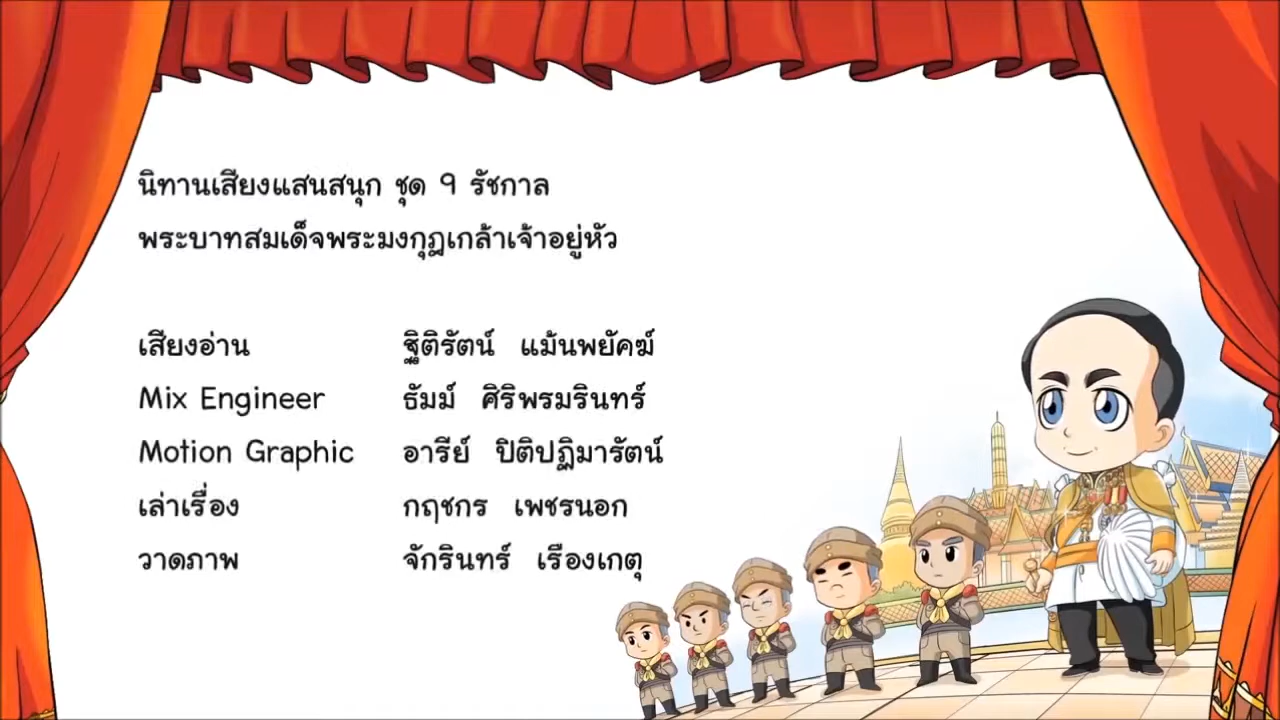 นิทานเสียงแสนสนุก ชุด 9 รัชกาล
พระบาทสมเด็จพระมงกุฎเกล้าเจ้าอยู่หัว
เสียงอ่าน ฐิติรัตน์ แม้นพยัคฆ์
Mix Engineer ธัมม์ ศิริพรมรินทร์
Motion Graphic อารีย์ ปิติปฏิมารัตน์
เล่าเรื่อง กฤชกร เพชรนอก
วาดภาพ จักรินทร์ เรืองเกตุ